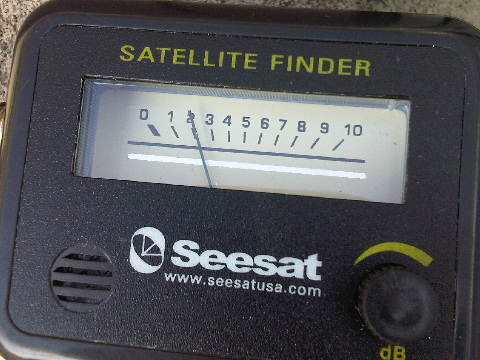 SATELLITE FINDER
0 1 2 3 4 5 6 7 8 9 10
Seesat
www.seesatusa.com
dB